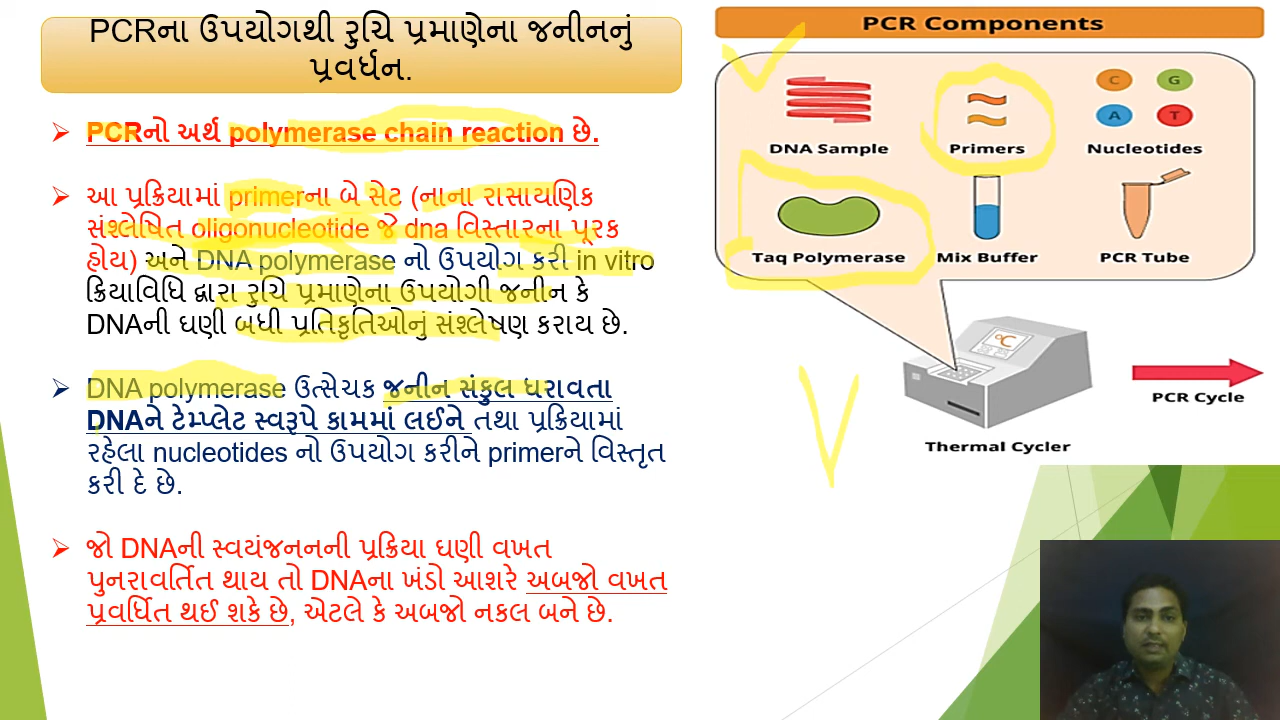 PCRના ઉપયોગથી રુચિ પ્રમાણેના જનીનનું
પ્રવર્ધન.
PCRનો અર્થ polymerase chain reaction છે.
આ પ્રક્રિયામાં primerના બે સેટ (નાના રાસાયણિક
સંશ્લેષિત oligonucleotide જે dna વિસ્તારના પૂરક
હોય) અને DNA polymerase નો ઉપયોગ કરી in vitro
ક્રિયાવિધિ દ્વારા રુચિ પ્રમાણેના ઉપયોગી જનીન કે
DNAની ઘણી બધી પ્રતિકૃતિઓનું સંશ્લેષણ કરાય છે.
DNA polymerase ઉત્સેચક જનીન સંકુલ ધરાવતા
DNAને ટેમ્પ્લેટ સ્વરૂપે કામમાં લઈને તથા પ્રક્રિયામાં
રહેલા nucleotides નો ઉપયોગ કરીને primerને વિસ્તૃત
કરી દે છે.
જો DNAની સ્વયંજનનની પ્રક્રિયા ઘણી વખત
પુનરાવર્તિત થાય તો DNAના ખંડો આશરે અબજો વખત
પ્રવર્ધિત થઈ શકે છે, એટલે કે અબજો નકલ બને છે.
PCR Components
C G
A T
DNA Sample Primers Nucleotides
Taq Polymerase Mix Buffer PCR Tube
°C
PCR Cycle
Thermal Cycler